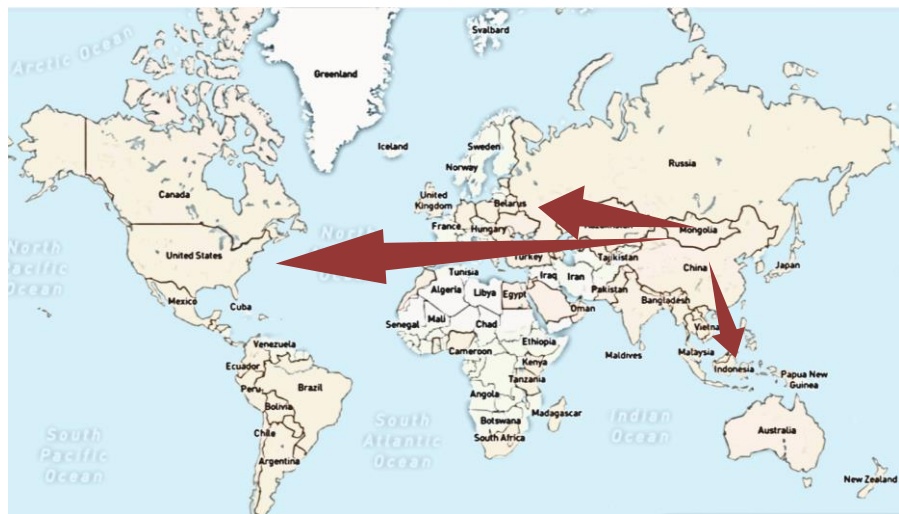 Arctic Ocean
Svalbard
Greenland
Iceland
Sweden
Norway
Russia
Canada
United
Kingdom
Belarus
France
Hungary
Mongolia
North
Pacific
Ocean
United States
North
Turkey
Tajikistan
China
Japan
Tunisia
Iraq
Iran
Pakistan
Algeria
Libya
Egypt
Mexico
Cuba
Oman
Bangladesh
Senegal
Mali
Chad
Vietna
Venezuela
Ethiopia
Cameroon
Maldives
Malaysia
Ecuador
Kenya
Indonesia
Papua New
Guinea
Peru
Brazil
Tanzania
Bolivia
Angola
Madagascar
South
Pacific
Ocean
South
Atlantic
Ocean
Indian
Ocean
Botswana
Chile
South Africa
Australia
Argentina
New Zealand